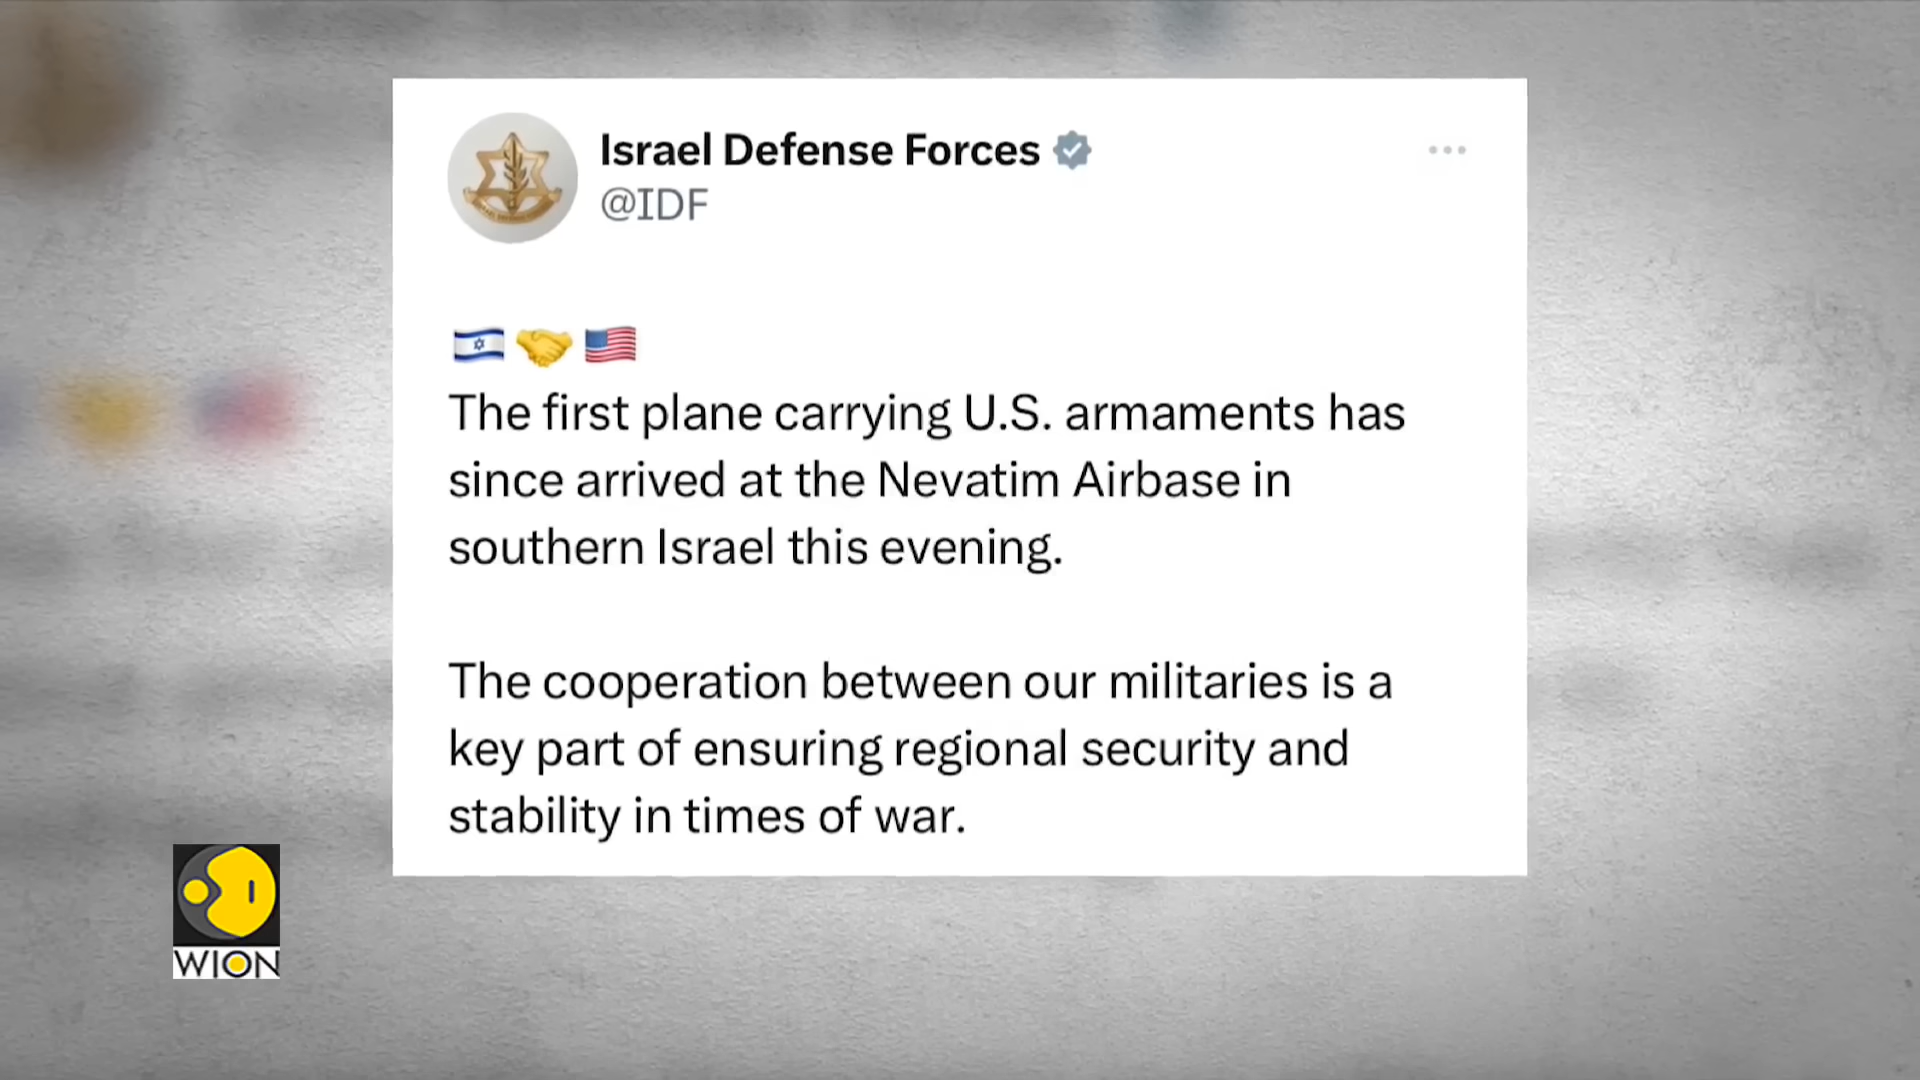 Israel Defense Forces
@IDF
🇮🇱🤝🇺🇸
The first plane carrying U.S. armaments has
since arrived at the Nevatim Airbase in
southern Israel this evening.
The cooperation between our militaries is a
key part of ensuring regional security and
stability in times of war.
WION